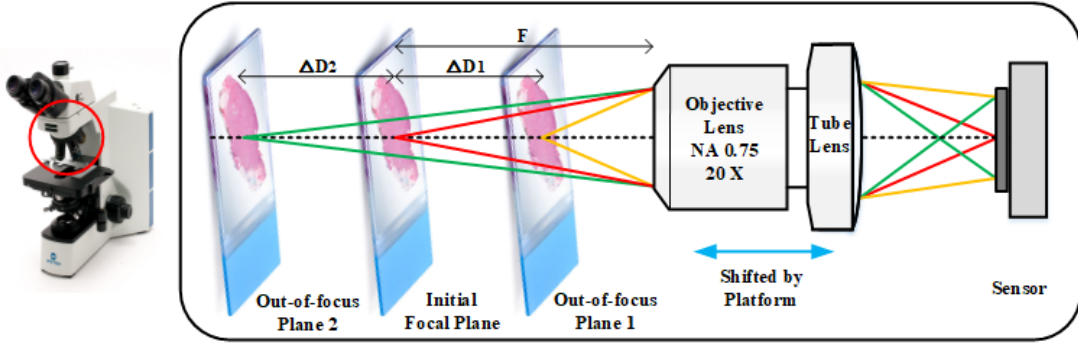 F
ΔD2
ΔD1
Objective
Lens
NA 0.75
20 X
Tube
Lens
Shifted by
Platform
Sensor
Out-of-focus
Plane 2
Initial
Focal Plane
Out-of-focus
Plane 1